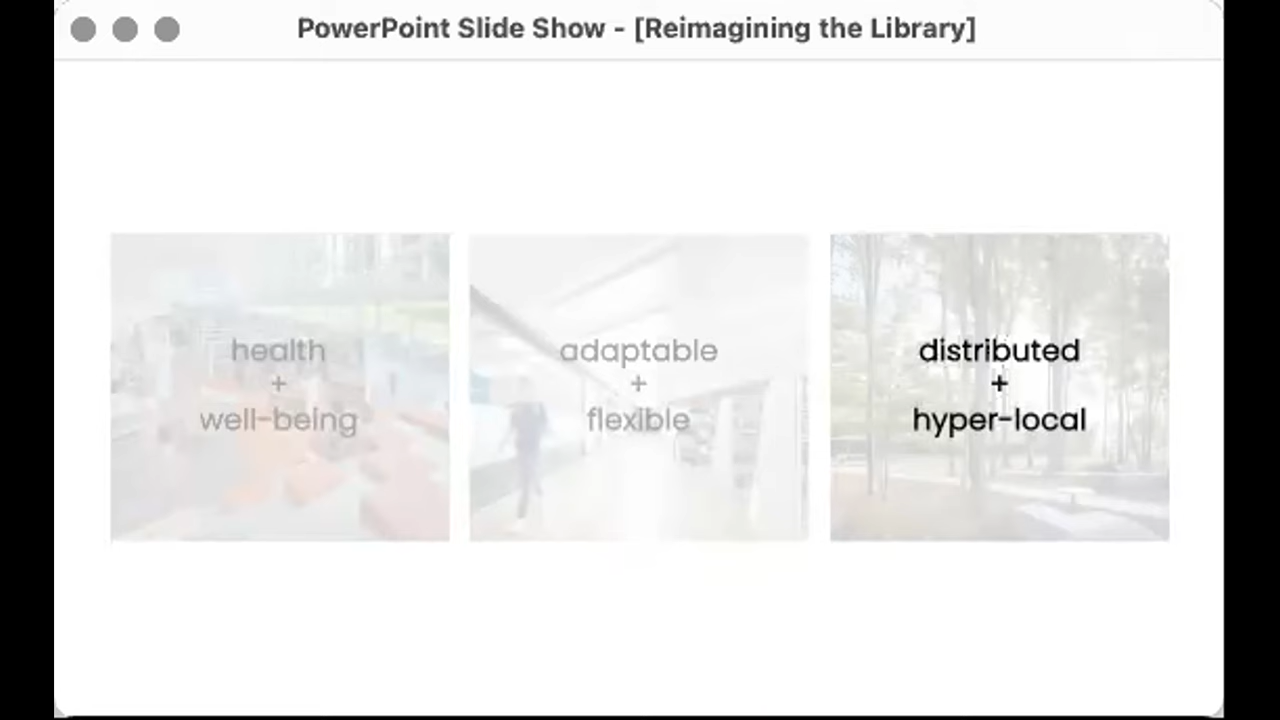 PowerPoint Slide Show - [Reimagining the Library]
health
+
well-being
adaptable
+
flexible
distributed
+
hyper-local